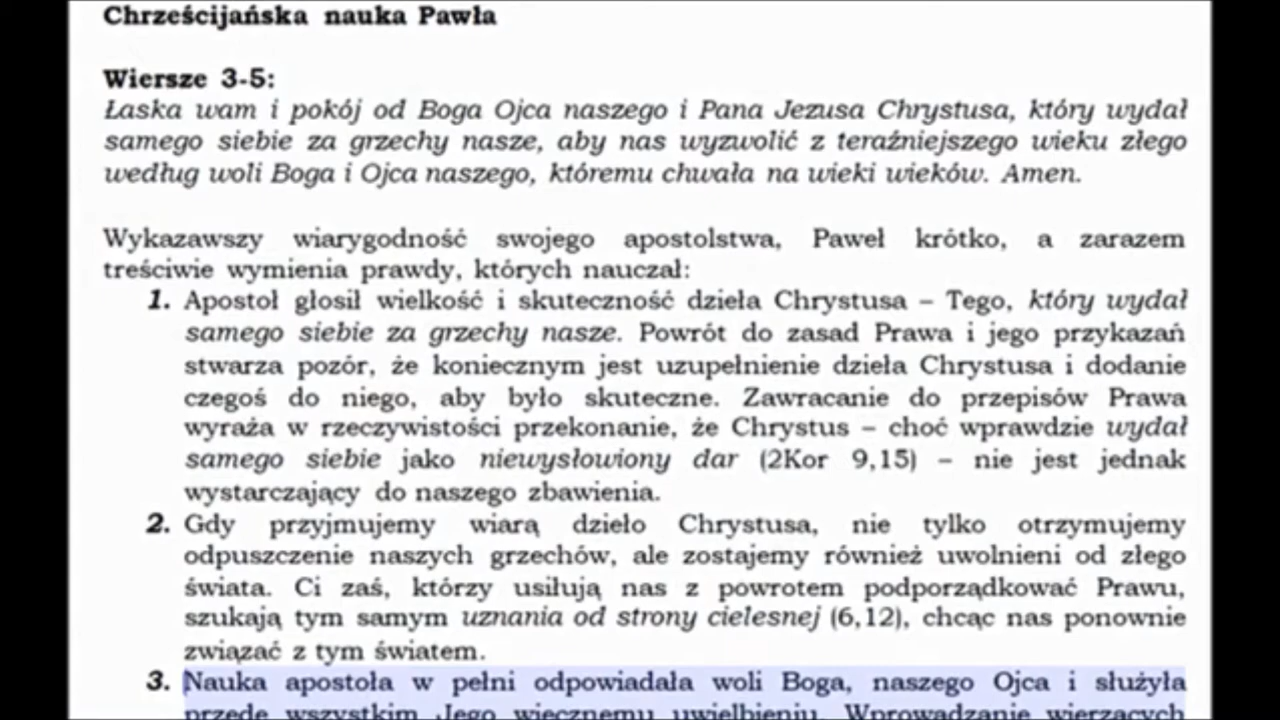 Chrześcijańska nauka Pawła
Wiersze 3-5:
Łaska wam i pokój od Boga Ojca naszego i Pana Jezusa Chrystusa, który wydał
samego siebie za grzechy nasze, aby nas wyzwolić z teraźniejszego wieku złego
według woli Boga i Ojca naszego, któremu chwała na wieki wieków. Amen.
Wykazawszy wiarygodność swojego apostolstwa, Paweł krótko, a zarazem
treściwie wymienia prawdy, których nauczał:
1. Apostoł głosił wielkość i skuteczność dzieła Chrystusa – Tego, który wydał
samego siebie za grzechy nasze. Powrót do zasad Prawa i jego przykazań
stwarza pozór, że koniecznym jest uzupełnienie dzieła Chrystusa i dodanie
czegoś do niego, aby było skuteczne. Zawracanie do przepisów Prawa
wyraża w rzeczywistości przekonanie, że Chrystus – choć wprawdzie wydał
samego siebie jako niewysłowiony dar (2Kor 9,15) – nie jest jednak
wystarczający do naszego zbawienia.
2. Gdy przyjmujemy wiarą dzieło Chrystusa, nie tylko otrzymujemy
odpuszczenie naszych grzechów, ale zostajemy również uwolnieni od złego
świata. Ci zaś, którzy usiłują nas z powrotem podporządkować Prawu,
szukają tym samym uznania od strony cielesnej (6,12), chcąc nas ponownie
związać z tym światem.
3. Nauka apostoła w pełni odpowiadała woli Boga, naszego Ojca i służyła
przede wszystkim Jego wiecznemu uwielbieniu. Wprowadzanie wierzących